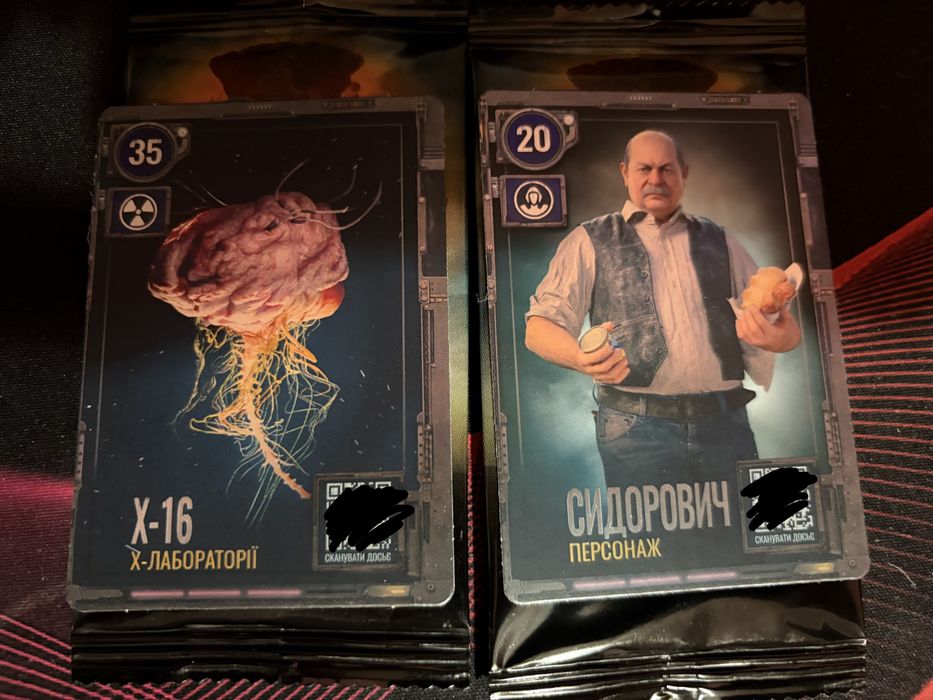 35
Х-16
Х-ЛАБОРАТОРІЇ
СКАНУВАТИ ДОСЬЄ
20
СИДОРОВИЧ
ПЕРСОНАЖ
СКАНУВАТИ ДОСЬЄ